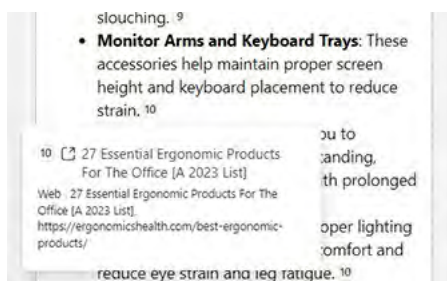 slouching. 9
• Monitor Arms and Keyboard Trays: These
accessories help maintain proper screen
height and keyboard placement to reduce
strain. 10
ou to
tanding,
th prolonged
oper lighting
comfort and
reduce eye strain and leg fatigue. 10
10 27 Essential Ergonomic Products
For The Office [A 2023 List]
Web · 27 Essential Ergonomic Products For The
Office [A 2023 List].
https://ergonomicshealth.com/best-ergonomic-
products/